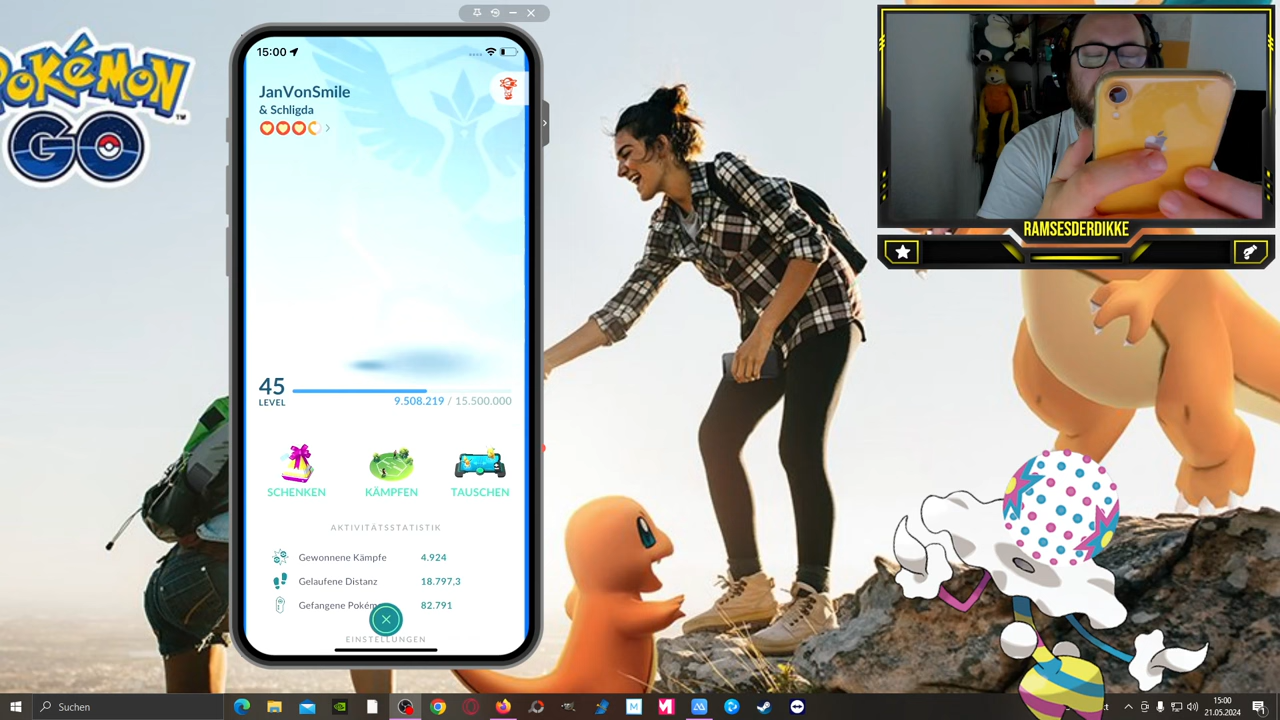 POKÉMON
GO
™
15:00
JanVonSmile
& Schligda
45
LEVEL
9.508.219 / 15.500.000
SCHENKEN
KÄMPFEN
TAUSCHEN
AKTIVITÄTSSTATISTIK
Gewonnene Kämpfe 4.924
Gelaufene Distanz 18.797,3
Gefangene Pokém 82.791
EINSTELLUNGEN
RAMSESDERDIKKE
Suchen
15:00
21.05.2024